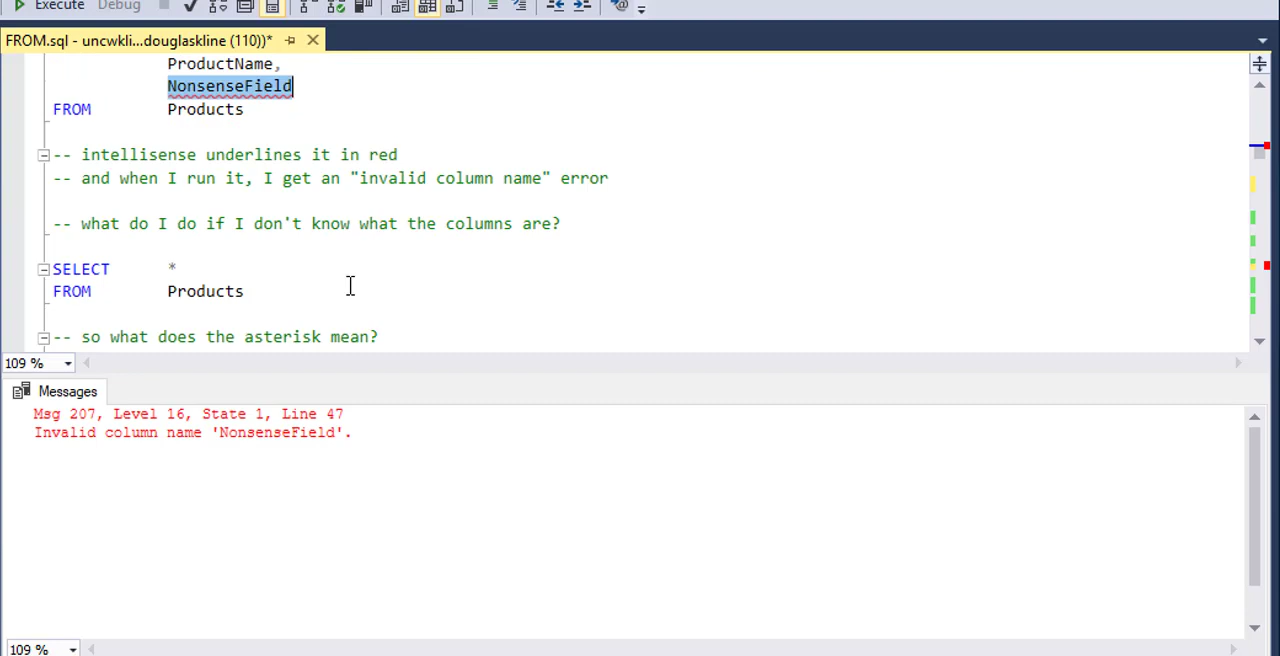 Execute Debug
FROM.sql - uncwkli...douglaskline (110))*
ProductName,
NonsenseField
FROM Products
-- intellisense underlines it in red
-- and when I run it, I get an "invalid column name" error
-- what do I do if I don't know what the columns are?
SELECT *
FROM Products
-- so what does the asterisk mean?
109 %
Messages
Msg 207, Level 16, State 1, Line 47
Invalid column name 'NonsenseField'.
109 %